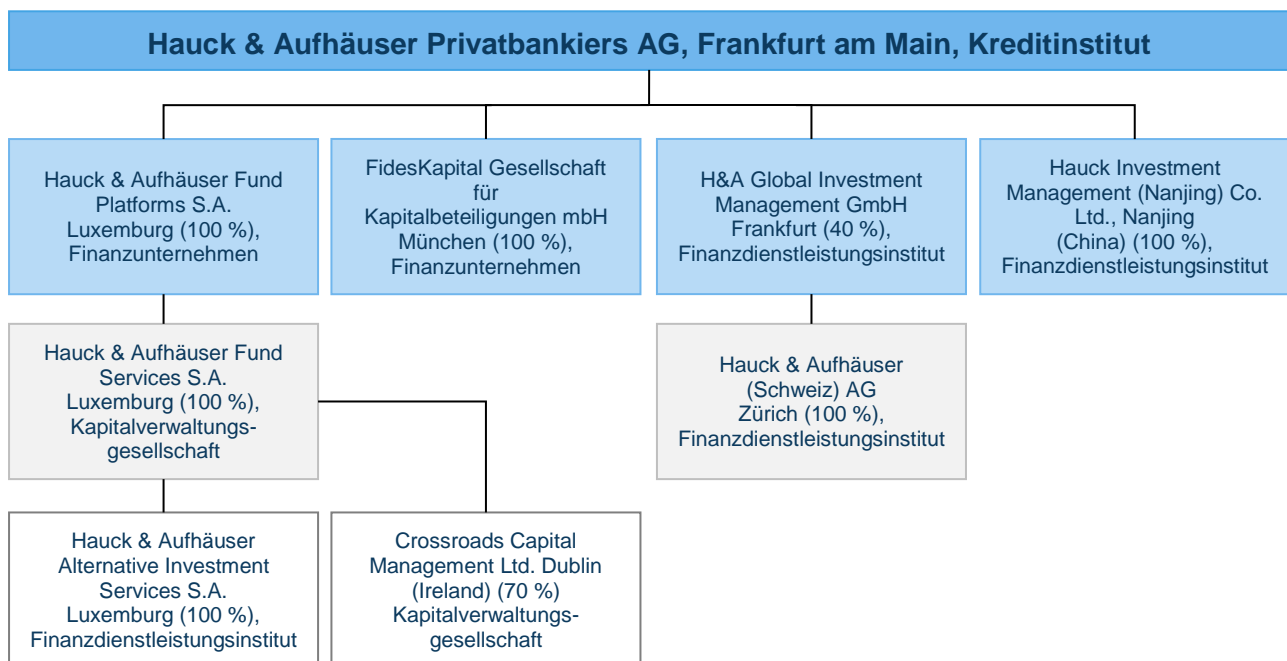 Hauck & Aufhäuser Privatbankiers AG, Frankfurt am Main, Kreditinstitut
Hauck & Aufhäuser Fund
Platforms S.A.
Luxemburg (100 %),
Finanzunternehmen
FidesKapital Gesellschaft
für
Kapitalbeteiligungen mbH
München (100 %),
Finanzunternehmen
H&A Global Investment
Management GmbH
Frankfurt (40 %),
Finanzdienstleistungsinstitut
Hauck Investment
Management (Nanjing) Co.
Ltd., Nanjing
(China) (100 %),
Finanzdienstleistungsinstitut
Hauck & Aufhäuser Fund
Services S.A.
Luxemburg (100 %),
Kapitalverwaltungs-
gesellschaft
Hauck & Aufhäuser
(Schweiz) AG
Zürich (100 %),
Finanzdienstleistungsinstitut
Hauck & Aufhäuser
Alternative Investment
Services S.A.
Luxemburg (100 %),
Finanzdienstleistungsinstitut
Crossroads Capital
Management Ltd. Dublin
(Ireland) (70 %)
Kapitalverwaltungs-
gesellschaft